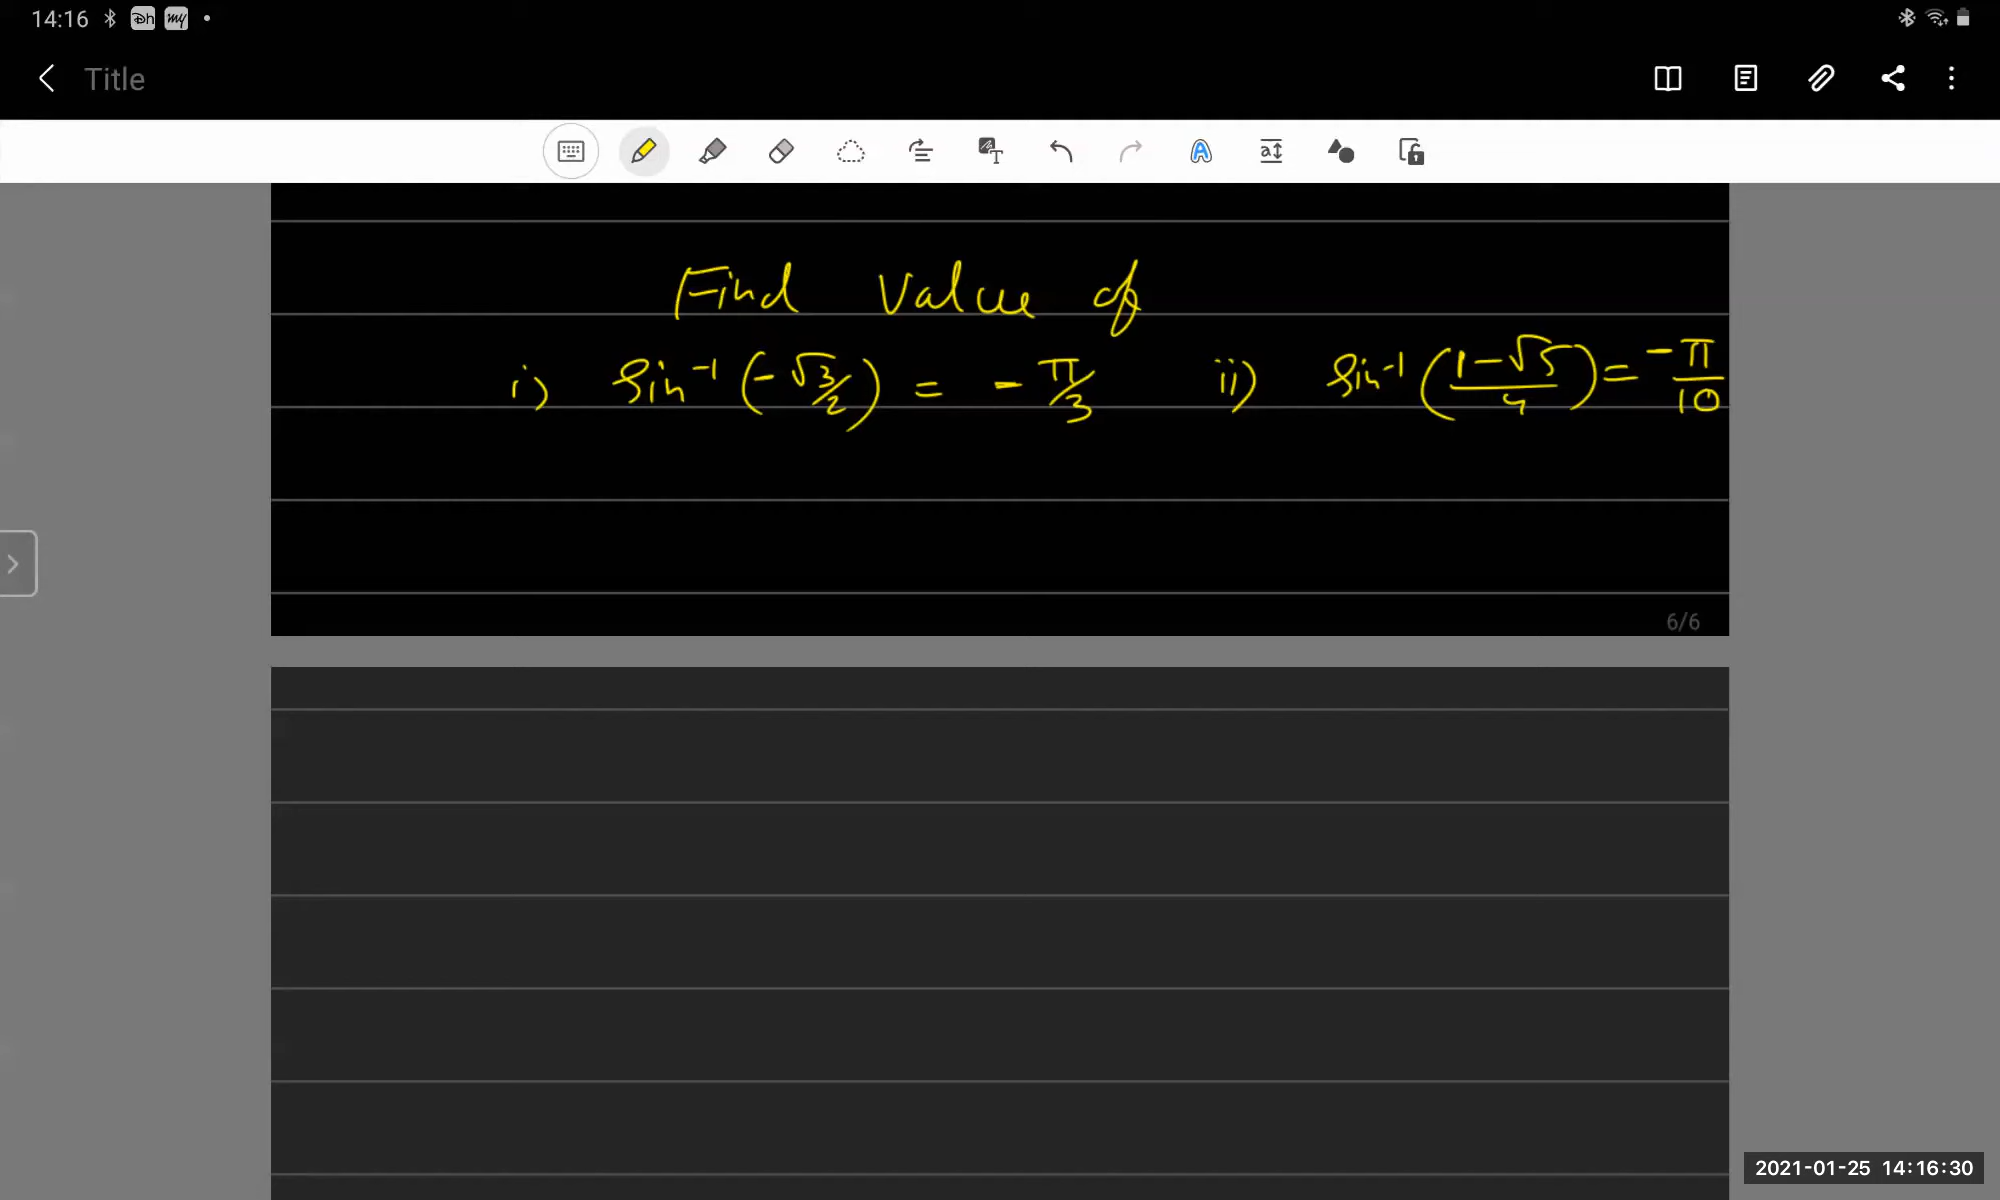 14:16
Title
Find Value of
i) Sin⁻¹(-√3/2) = -π/3 ii) Sin⁻¹((1-√5)/4) = -π/10
6/6
2021-01-25 14:16:30